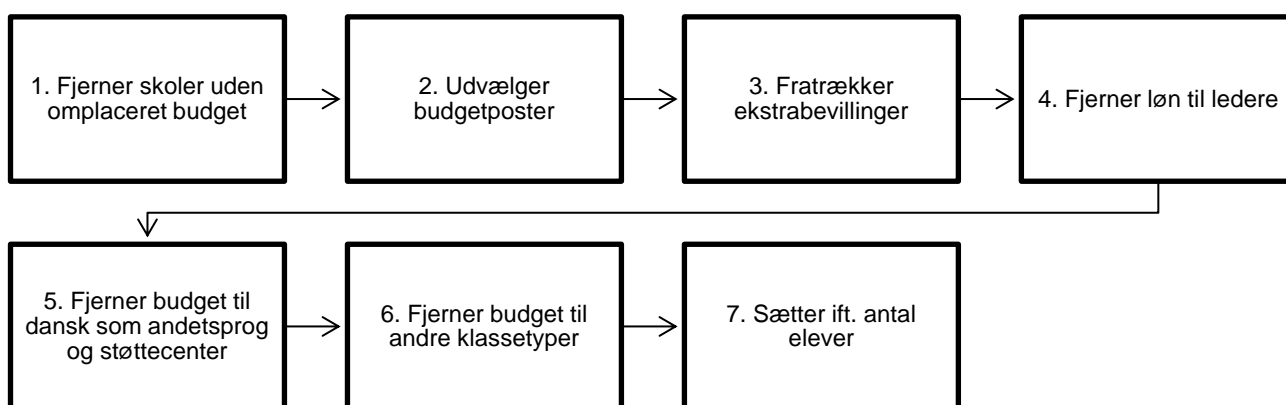 1. Fjerner skoler uden
omplaceret budget
2. Udvælger
budgetposter
3. Fratrækker
ekstrabevillinger
4. Fjerner løn til ledere
5. Fjerner budget til
dansk som andetsprog
og støttecenter
6. Fjerner budget til
andre klassetyper
7. Sætter ift. antal
elever